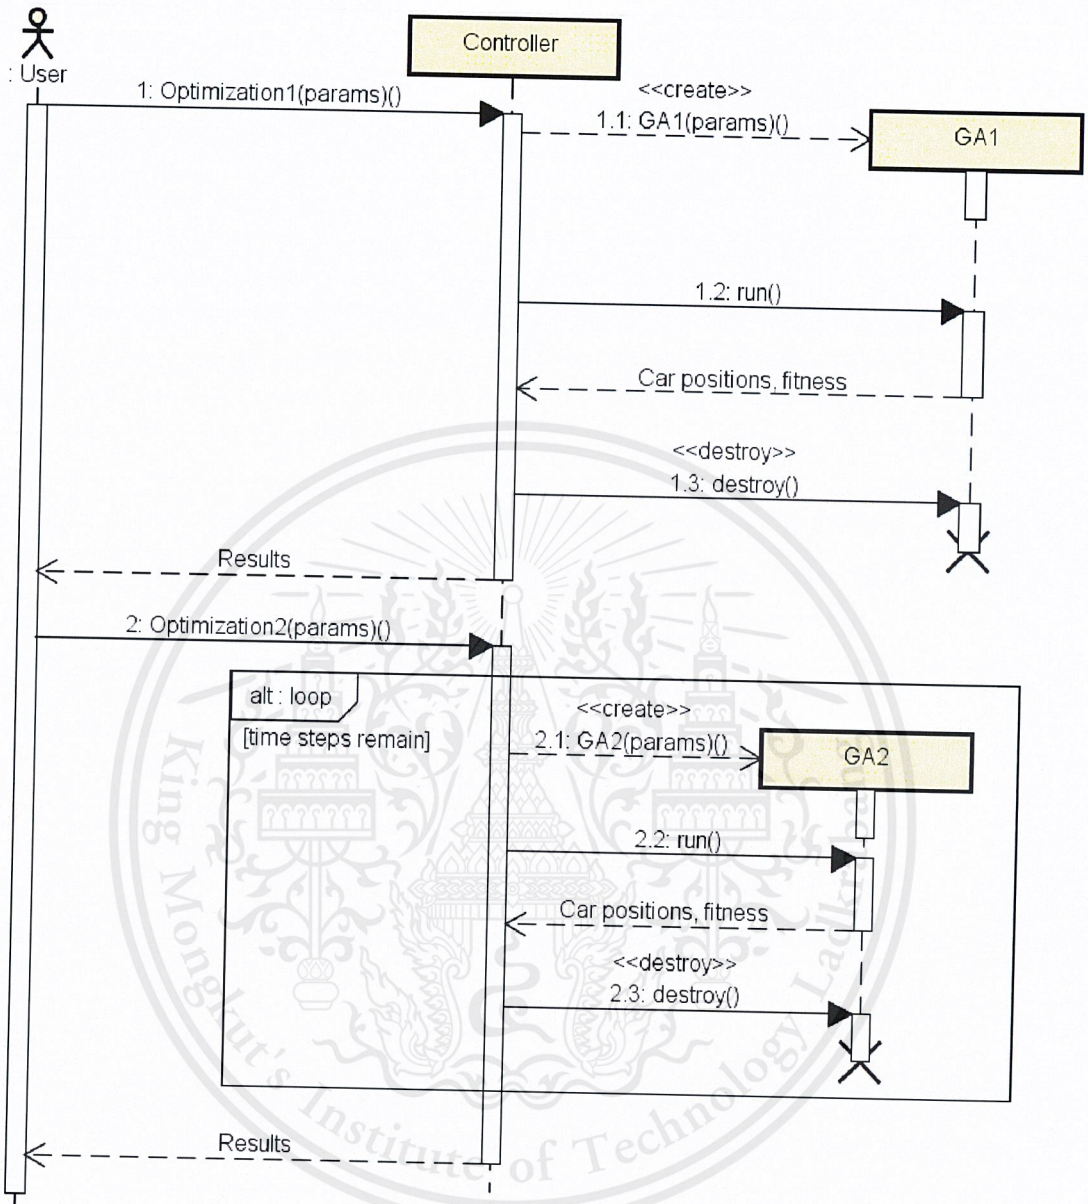 : User
Controller
1: Optimization1(params)()
<<create>>
1.1: GA1(params)()
GA1
1.2: run()
Car positions, fitness
<<destroy>>
1.3: destroy()
Results
2: Optimization2(params)()
alt : loop
[time steps remain]
<<create>>
2.1: GA2(params)()
GA2
2.2: run()
Car positions, fitness
<<destroy>>
2.3: destroy()
Results
King Mongkut's Institute of Technology Ladkrabang